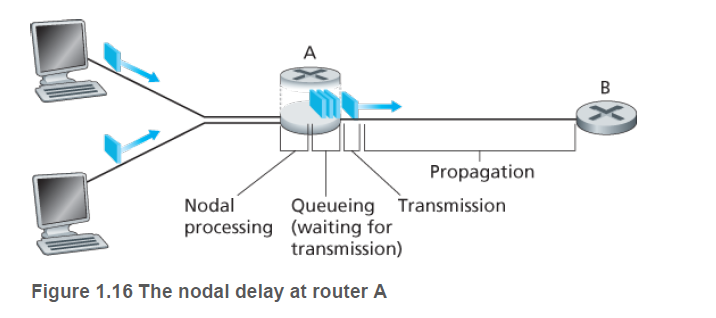 A
B
Propagation
Nodal
processing
Queueing
(waiting for
transmission)
Transmission
Figure 1.16 The nodal delay at router A